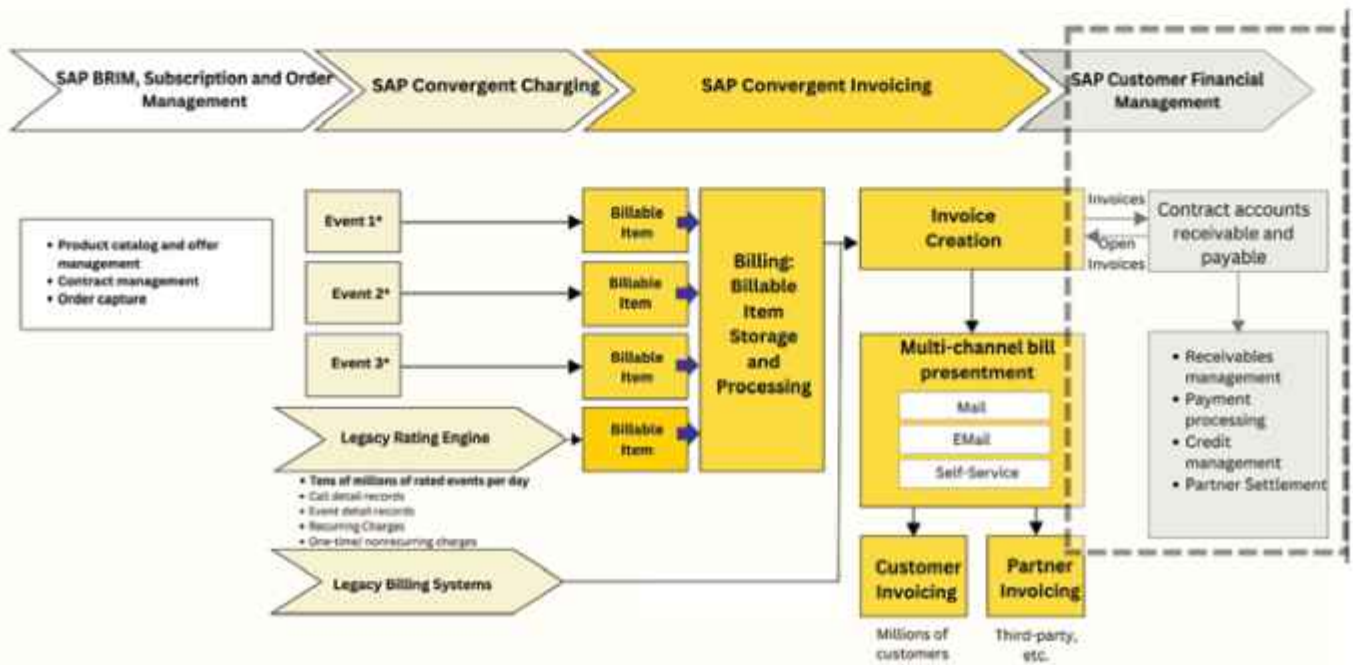 SAP BRIM, Subscription and Order
Management
SAP Convergent Charging
SAP Convergent Invoicing
SAP Customer Financial
Management
• Product catalog and offer
management
• Contract management
• Order capture
Event 1*
Event 2*
Event 3*
Legacy Rating Engine
• Tens of millions of rated events per day
• Call detail records
• Event detail records
• Recurring Charges
• One-time/ nonrecurring charges
Legacy Billing Systems
Billable
Item
Billable
Item
Billable
Item
Billable
Item
Billing:
Billable
Item
Storage
and
Processing
Invoice
Creation
Multi-channel bill
presentment
Mail
EMail
Self-Service
Customer
Invoicing
Millions of
customers
Partner
Invoicing
Third-party,
etc.
Invoices
Open
Invoices
Contract accounts
receivable and
payable
• Receivables
management
• Payment
processing
• Credit
management
• Partner Settlement